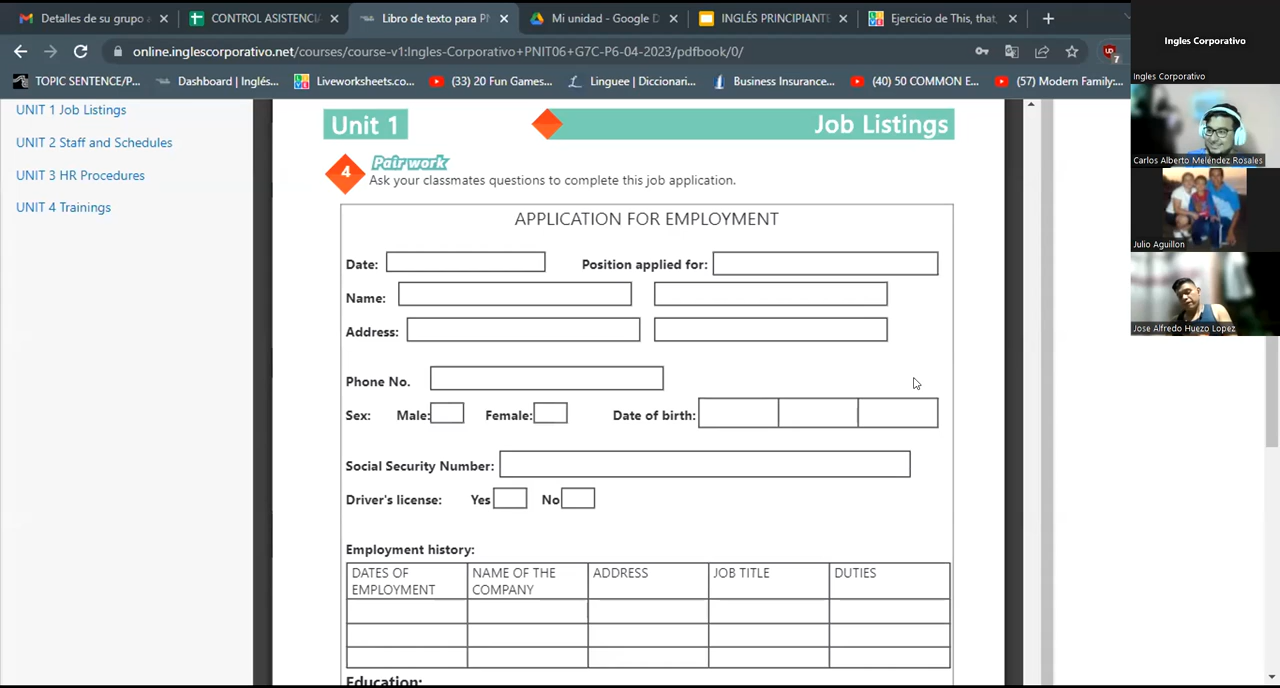 Detalles de su grupo
CONTROL ASISTENCI
Libro de texto para P
Mi unidad - Google D
INGLÉS PRINCIPIANT
Ejercicio de This, that,
online.inglescorporativo.net/courses/course-v1:Ingles-Corporativo+PNIT06+G7C-P6-04-2023/pdfbook/0/
7
TOPIC SENTENCE/P...
Dashboard | Inglés...
Liveworksheets.co...
(33) 20 Fun Games...
Linguee | Diccionari...
Business Insurance...
(40) 50 COMMON E...
(57) Modern Family:...
Ingles Corporativo
Ingles Corporativo
Carlos Alberto Meléndez Rosales
Julio Aguillon
Jose Alfredo Huezo Lopez
UNIT 1 Job Listings
UNIT 2 Staff and Schedules
UNIT 3 HR Procedures
UNIT 4 Trainings
Unit 1
Job Listings
4
Pair work
Ask your classmates questions to complete this job application.
APPLICATION FOR EMPLOYMENT
Date: Position applied for:
Name:
Address:
Phone No.
Sex: Male: Female: Date of birth:
Social Security Number:
Driver's license: Yes No
Employment history:
DATES OF EMPLOYMENT
NAME OF THE COMPANY
ADDRESS
JOB TITLE
DUTIES
Education: